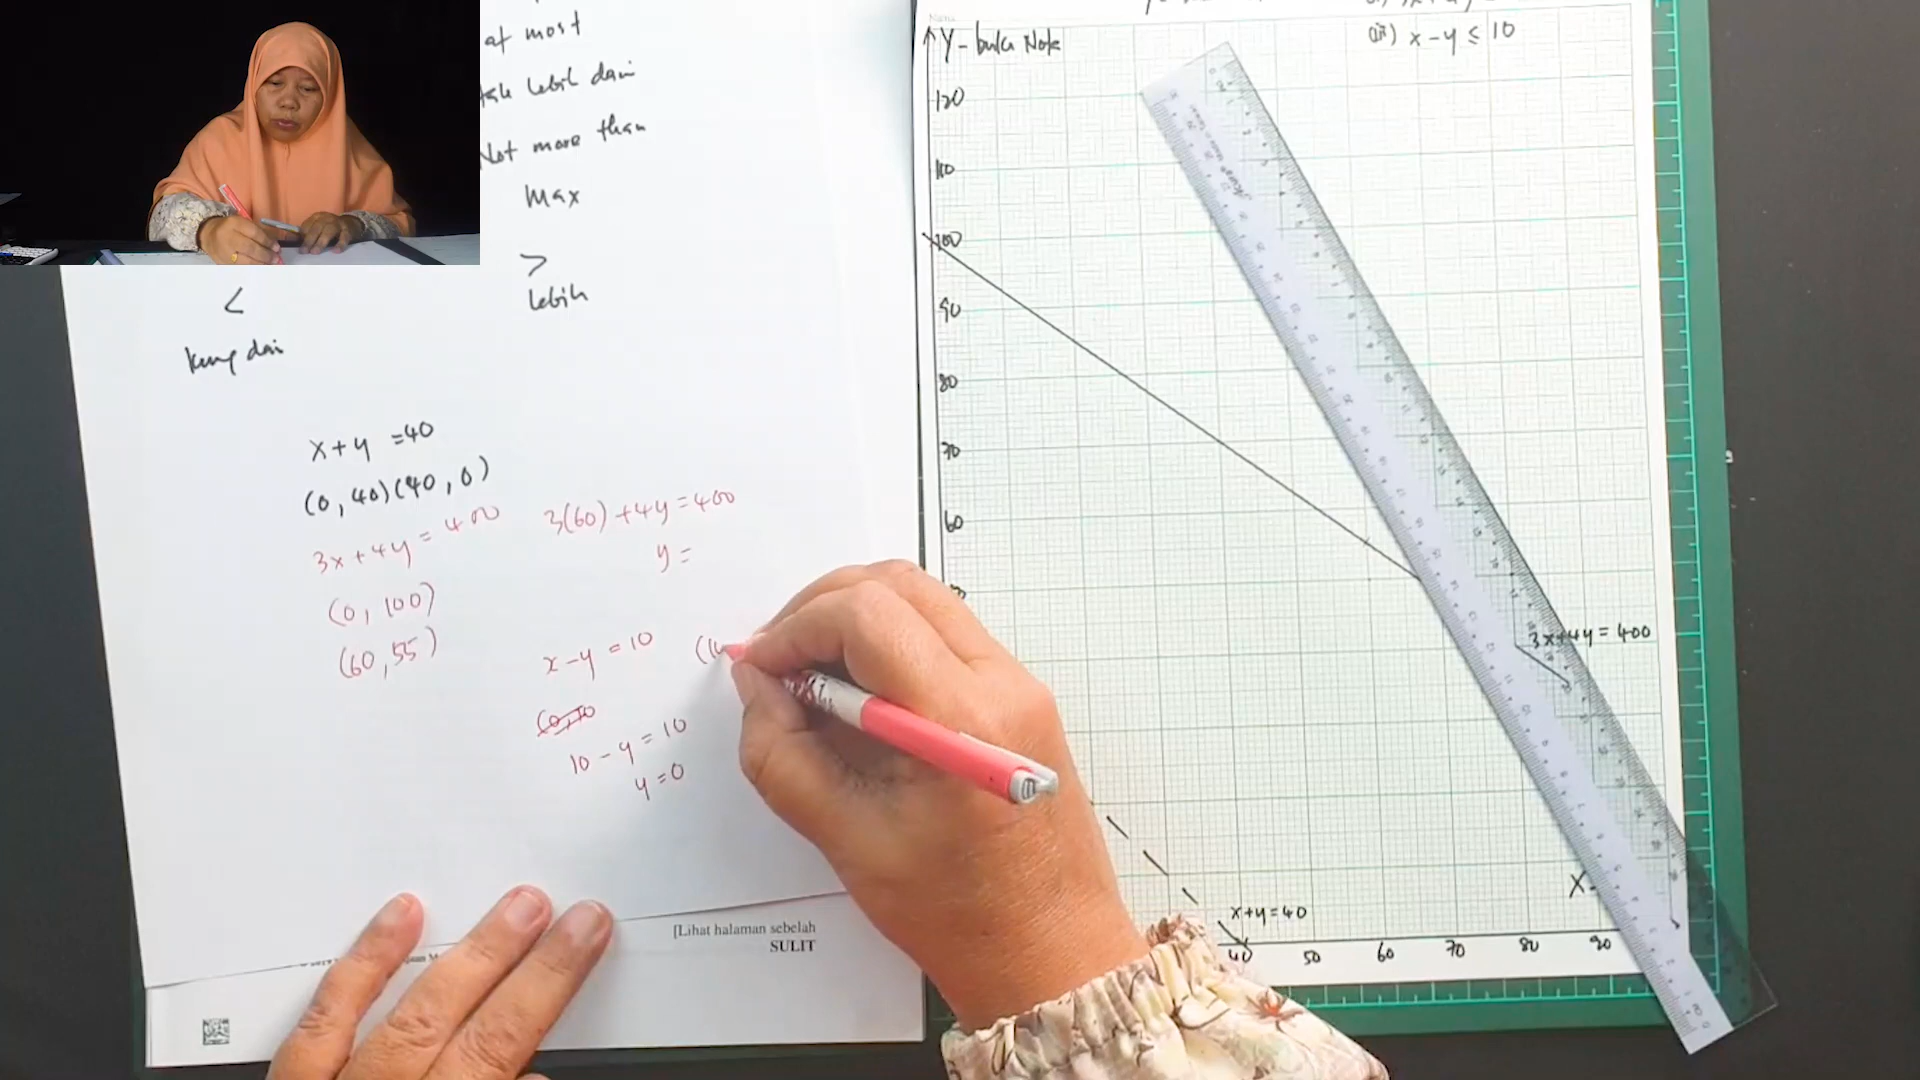 at most
lebih dari
Not more than
Max
>
lebih
<
kurang dari
x + y = 40
(0, 40)(40, 0)
3x + 4y = 400
(0, 100)
(60, 55)
3(60) + 4y = 400
y =
x - y = 10
10 - y = 10
y = 0
[Lihat halaman sebelah
SULIT
Y - buku Note
(iii) x - y ≤ 10
120
110
100
90
80
70
60
3x + 4y = 400
X
x + y = 40
40 50 60 70 80 90